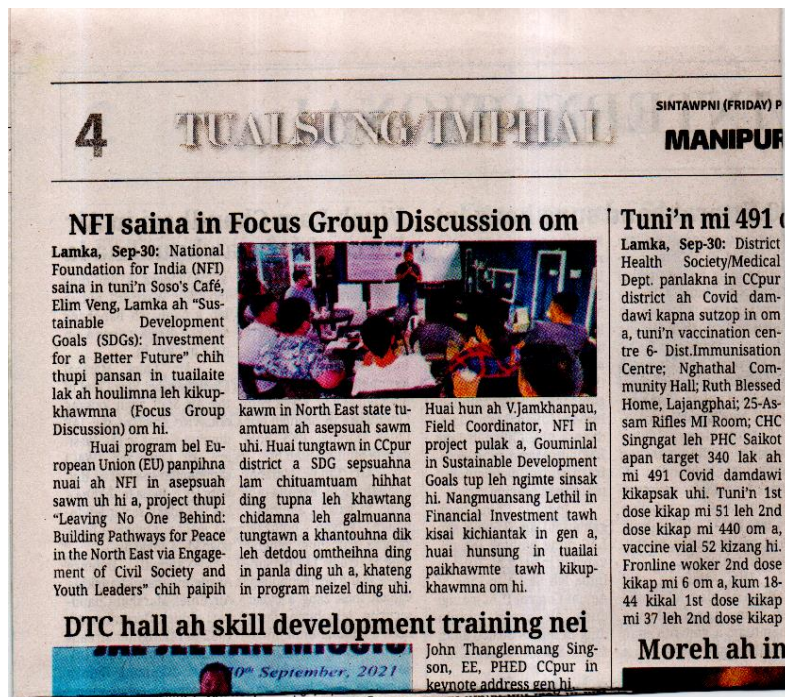 4
TUALSUNG/IMPHAL
SINTAWPNI (FRIDAY) P
MANIPUR
NFI saina in Focus Group Discussion om
Lamka, Sep-30: National
Foundation for India (NFI)
saina in tuni’n Soso’s Café,
Elim Veng, Lamka ah “Sus-
tainable Development
Goals (SDGs): Investment
for a Better Future” chih
thupi pansan in tuailaite
lak ah houlimna leh kikup-
khawmna (Focus Group
Discussion) om hi.
Huai program bel Eu-
ropean Union (EU) panpihna
nuai ah NFI in asepsuah
sawm uh hi a, project thupi
“Leaving No One Behind:
Building Pathways for Peace
in the North East via Engage-
ment of Civil Society and
Youth Leaders” chih paipih
kawm in North East state tu-
amtuam ah asepsuah sawm
uhi. Huai tungtawn in CCpur
district a SDG sepsuahna
lam chituamtuam hihhat
ding tupna leh khawtang
chidamna leh galmuanna
tungtawn a khantouhna dik
leh detdou omtheihna ding
in panla ding uh a, khateng
in program neizel ding uhi.
Huai hun ah V.Jamkhanpau,
Field Coordinator, NFI in
project pulak a, Gouminlal
in Sustainable Development
Goals tup leh ngimte sinsak
hi. Nangmuansang Lethil in
Financial Investment tawh
kisai kichiantak in gen a,
huai hunsung in tuailai
paikhawmte tawh kikup-
khawmna om hi.
Tuni’n mi 491
Lamka, Sep-30: District
Health Society/Medical
Dept. panlakna in CCpur
district ah Covid dam-
dawi kapna sutzop in om
a, tuni’n vaccination cen-
tre 6- Dist.Immunisation
Centre; Nghathal Com-
munity Hall; Ruth Blessed
Home, Lajangphai; 25-As-
sam Rifles MI Room; CHC
Singngat leh PHC Saikot
apan target 340 lak ah
mi 491 Covid damdawi
kikapsak uhi. Tuni’n 1st
dose kikap mi 51 leh 2nd
dose kikap mi 440 om a,
vaccine vial 52 kizang hi.
Fronline woker 2nd dose
kikap mi 6 om a, kum 18-
44 kikal 1st dose kikap
mi 37 leh 2nd dose kikap
DTC hall ah skill development training nei
JAL JEEVAN MISSION
30th September, 2021
John Thanglenmang Sing-
son, EE, PHED CCpur in
keynote address gen hi.
Moreh ah in